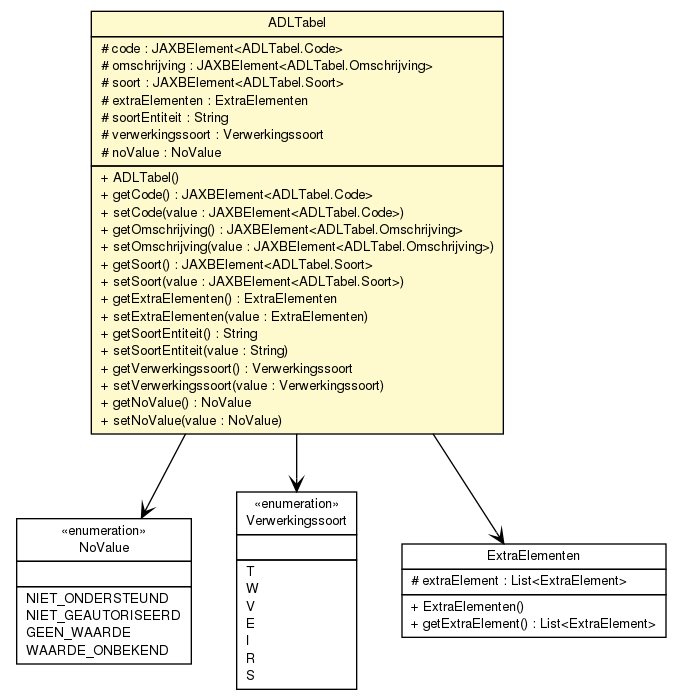 ADLTabel
# code : JAXBElement<ADLTabel.Code>
# omschrijving : JAXBElement<ADLTabel.Omschrijving>
# soort : JAXBElement<ADLTabel.Soort>
# extraElementen : ExtraElementen
# soortEntiteit : String
# verwerkingssoort : Verwerkingssoort
# noValue : NoValue
+ ADLTabel()
+ getCode() : JAXBElement<ADLTabel.Code>
+ setCode(value : JAXBElement<ADLTabel.Code>)
+ getOmschrijving() : JAXBElement<ADLTabel.Omschrijving>
+ setOmschrijving(value : JAXBElement<ADLTabel.Omschrijving>)
+ getSoort() : JAXBElement<ADLTabel.Soort>
+ setSoort(value : JAXBElement<ADLTabel.Soort>)
+ getExtraElementen() : ExtraElementen
+ setExtraElementen(value : ExtraElementen)
+ getSoortEntiteit() : String
+ setSoortEntiteit(value : String)
+ getVerwerkingssoort() : Verwerkingssoort
+ setVerwerkingssoort(value : Verwerkingssoort)
+ getNoValue() : NoValue
+ setNoValue(value : NoValue)
«enumeration»
NoValue
NIET_ONDERSTEUND
NIET_GEAUTORISEERD
GEEN_WAARDE
WAARDE_ONBEKEND
«enumeration»
Verwerkingssoort
T
W
V
E
I
R
S
ExtraElementen
# extraElement : List<ExtraElement>
+ ExtraElementen()
+ getExtraElement() : List<ExtraElement>